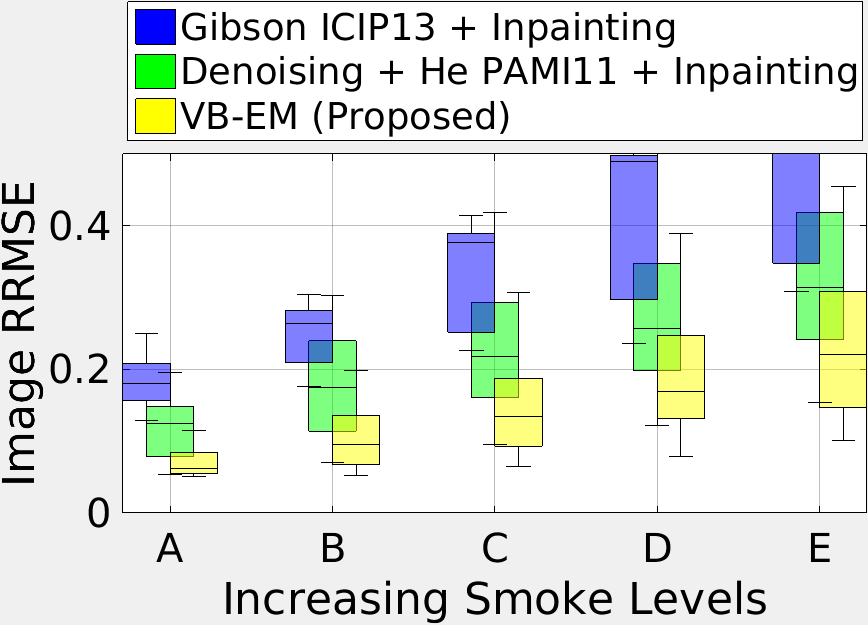 Gibson ICIP13 + Inpainting
Denoising + He PAMI11 + Inpainting
VB-EM (Proposed)
Image RRMSE
0.4
0.2
0
A B C D E
Increasing Smoke Levels